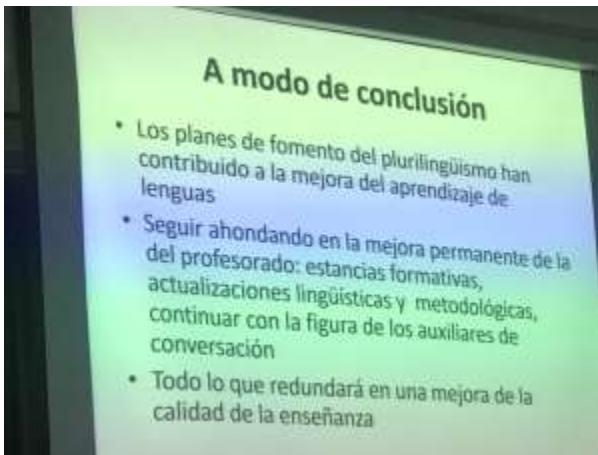 A modo de conclusión
• Los planes de fomento del plurilingüismo han
contribuido a la mejora del aprendizaje de
lenguas
• Seguir ahondando en la mejora permanente de la
del profesorado: estancias formativas,
actualizaciones lingüísticas y metodológicas,
continuar con la figura de los auxiliares de
conversación
• Todo lo que redundará en una mejora de la
calidad de la enseñanza